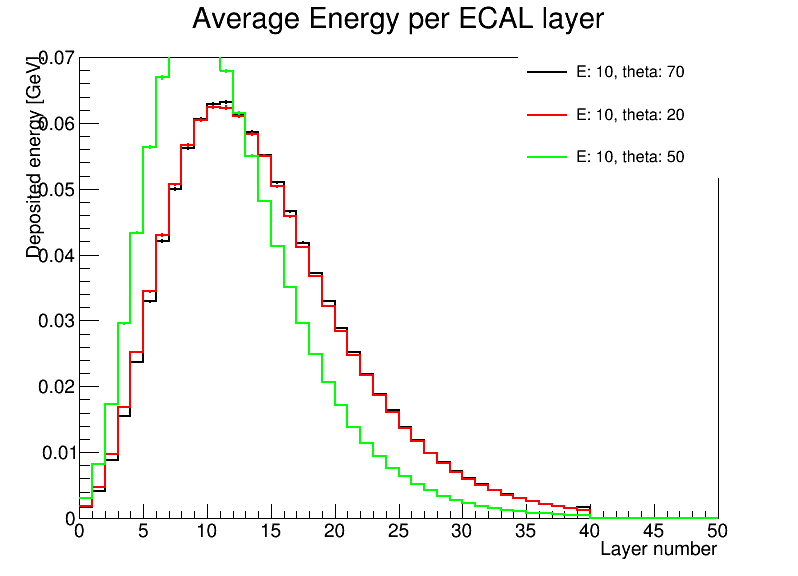 Average Energy per ECAL layer
Deposited energy [GeV]
0.07
0.06
0.05
0.04
0.03
0.02
0.01
0
E: 10, theta: 70
E: 10, theta: 20
E: 10, theta: 50
0 5 10 15 20 25 30 35 40 45 50
Layer number